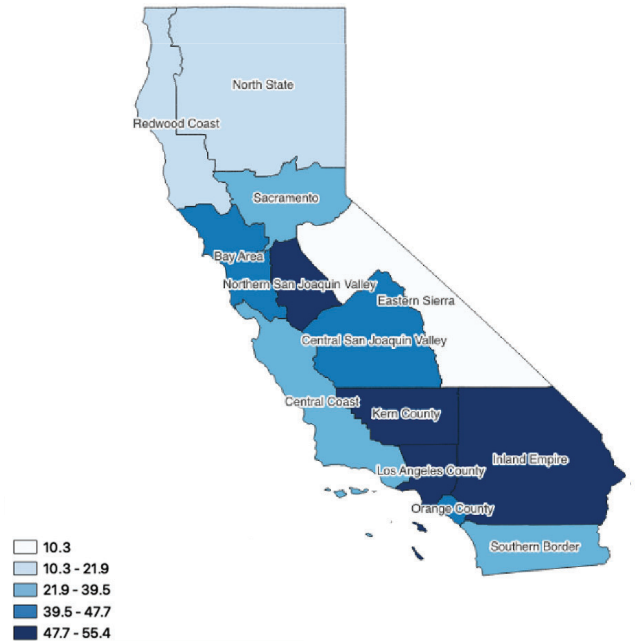 North State
Redwood Coast
Sacramento
Bay Area
Northern San Joaquin Valley
Eastern Sierra
Central San Joaquin Valley
Central Coast
Kern County
Inland Empire
Los Angeles County
Orange County
Southern Border
10.3
10.3 - 21.9
21.9 - 39.5
39.5 - 47.7
47.7 - 55.4